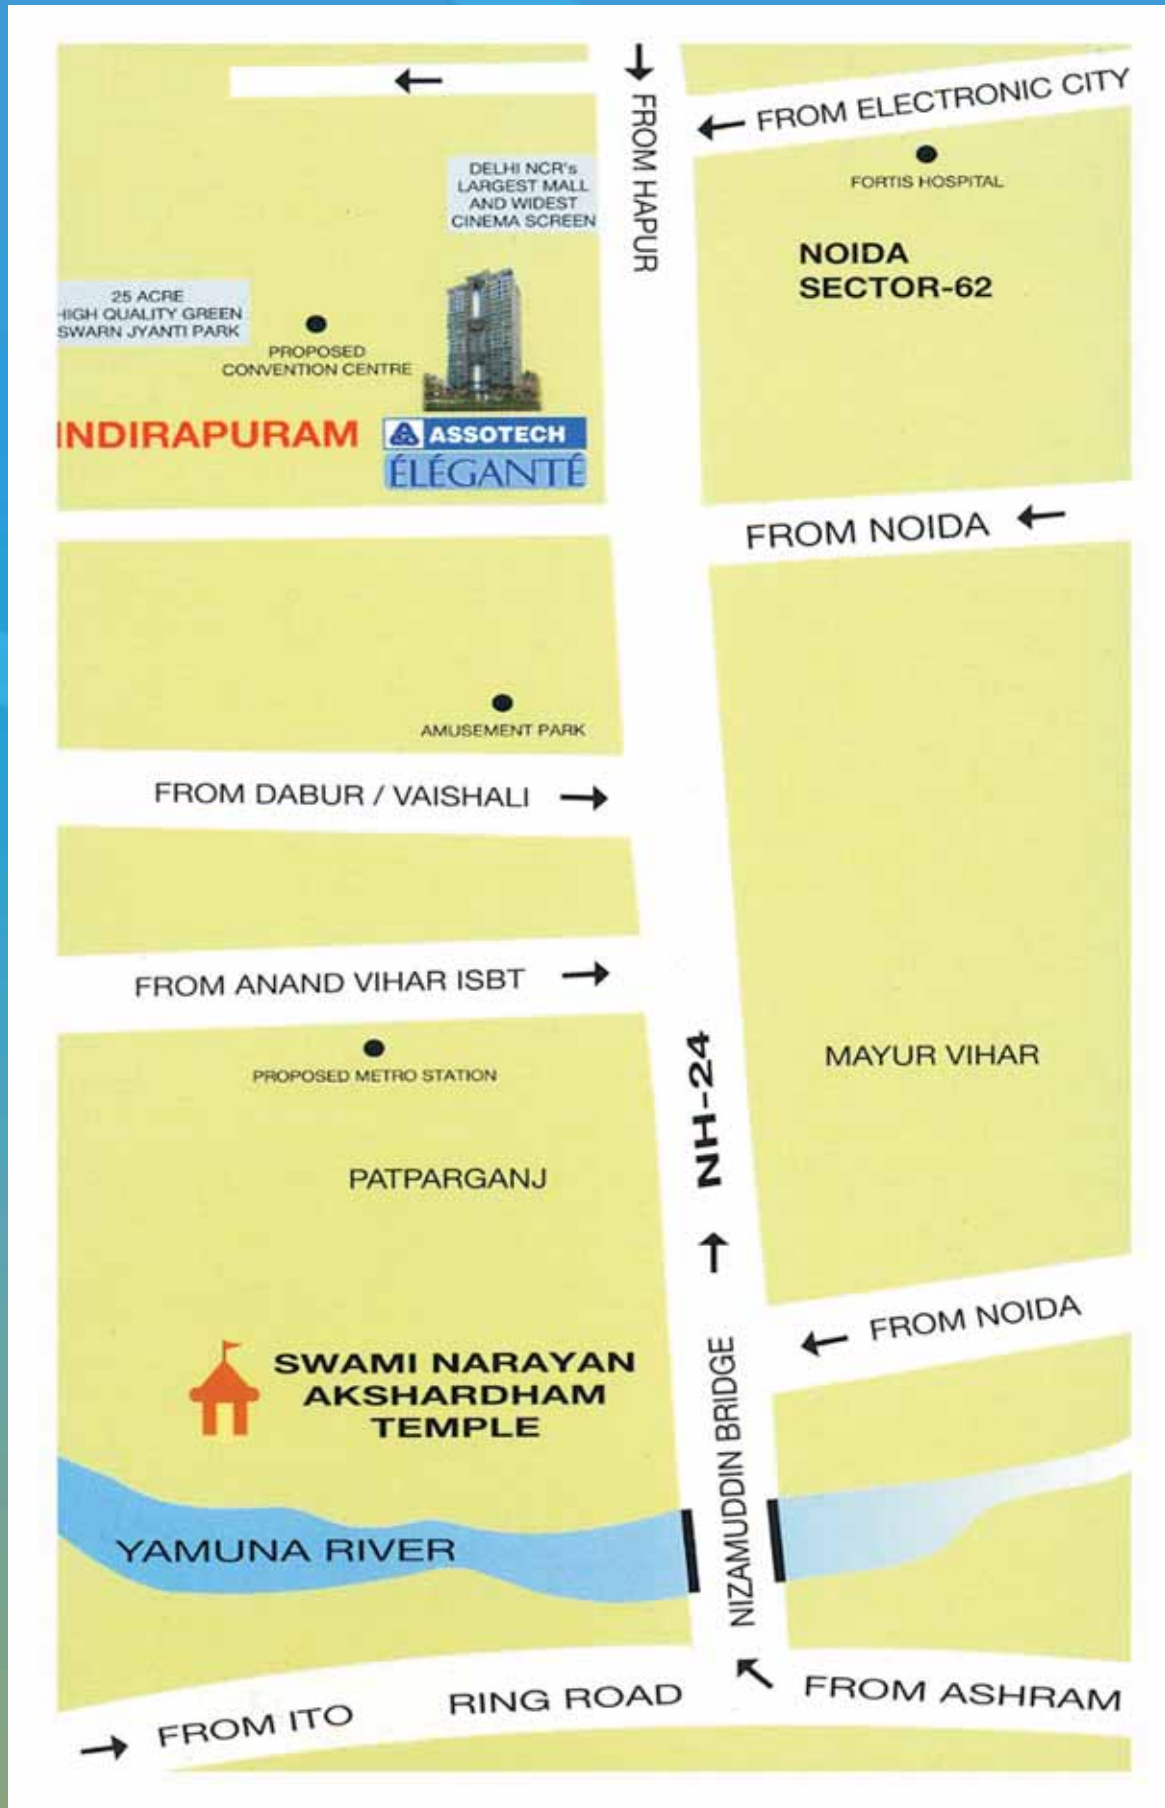 FROM HAPUR
FROM ELECTRONIC CITY
FORTIS HOSPITAL
DELHI NCR's
LARGEST MALL
AND WIDEST
CINEMA SCREEN
NOIDA
SECTOR-62
25 ACRE
HIGH QUALITY GREEN
SWARN JYANTI PARK
PROPOSED
CONVENTION CENTRE
INDIRAPURAM
ASSOTECH
ÉLÉGANTÉ
FROM NOIDA
AMUSEMENT PARK
FROM DABUR / VAISHALI
FROM ANAND VIHAR ISBT
PROPOSED METRO STATION
NH-24
MAYUR VIHAR
PATPARGANJ
FROM NOIDA
SWAMI NARAYAN
AKSHARDHAM
TEMPLE
NIZAMUDDIN BRIDGE
YAMUNA RIVER
FROM ITO
RING ROAD
FROM ASHRAM